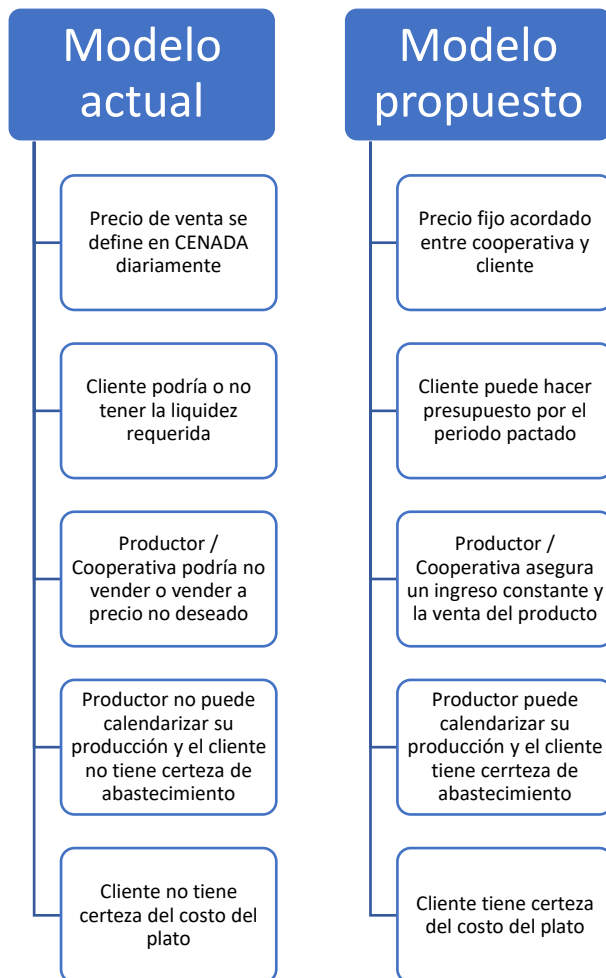 Modelo
actual
Precio de venta se
define en CENADA
diariamente
Cliente podría o no
tener la liquidez
requerida
Productor /
Cooperativa podría no
vender o vender a
precio no deseado
Productor no puede
calendarizar su
producción y el cliente
no tiene certeza de
abastecimiento
Cliente no tiene
certeza del costo del
plato
Modelo
propuesto
Precio fijo acordado
entre cooperativa y
cliente
Cliente puede hacer
presupuesto por el
periodo pactado
Productor /
Cooperativa asegura
un ingreso constante y
la venta del producto
Productor puede
calendarizar su
producción y el cliente
tiene cerrteza de
abastecimiento
Cliente tiene certeza
del costo del plato